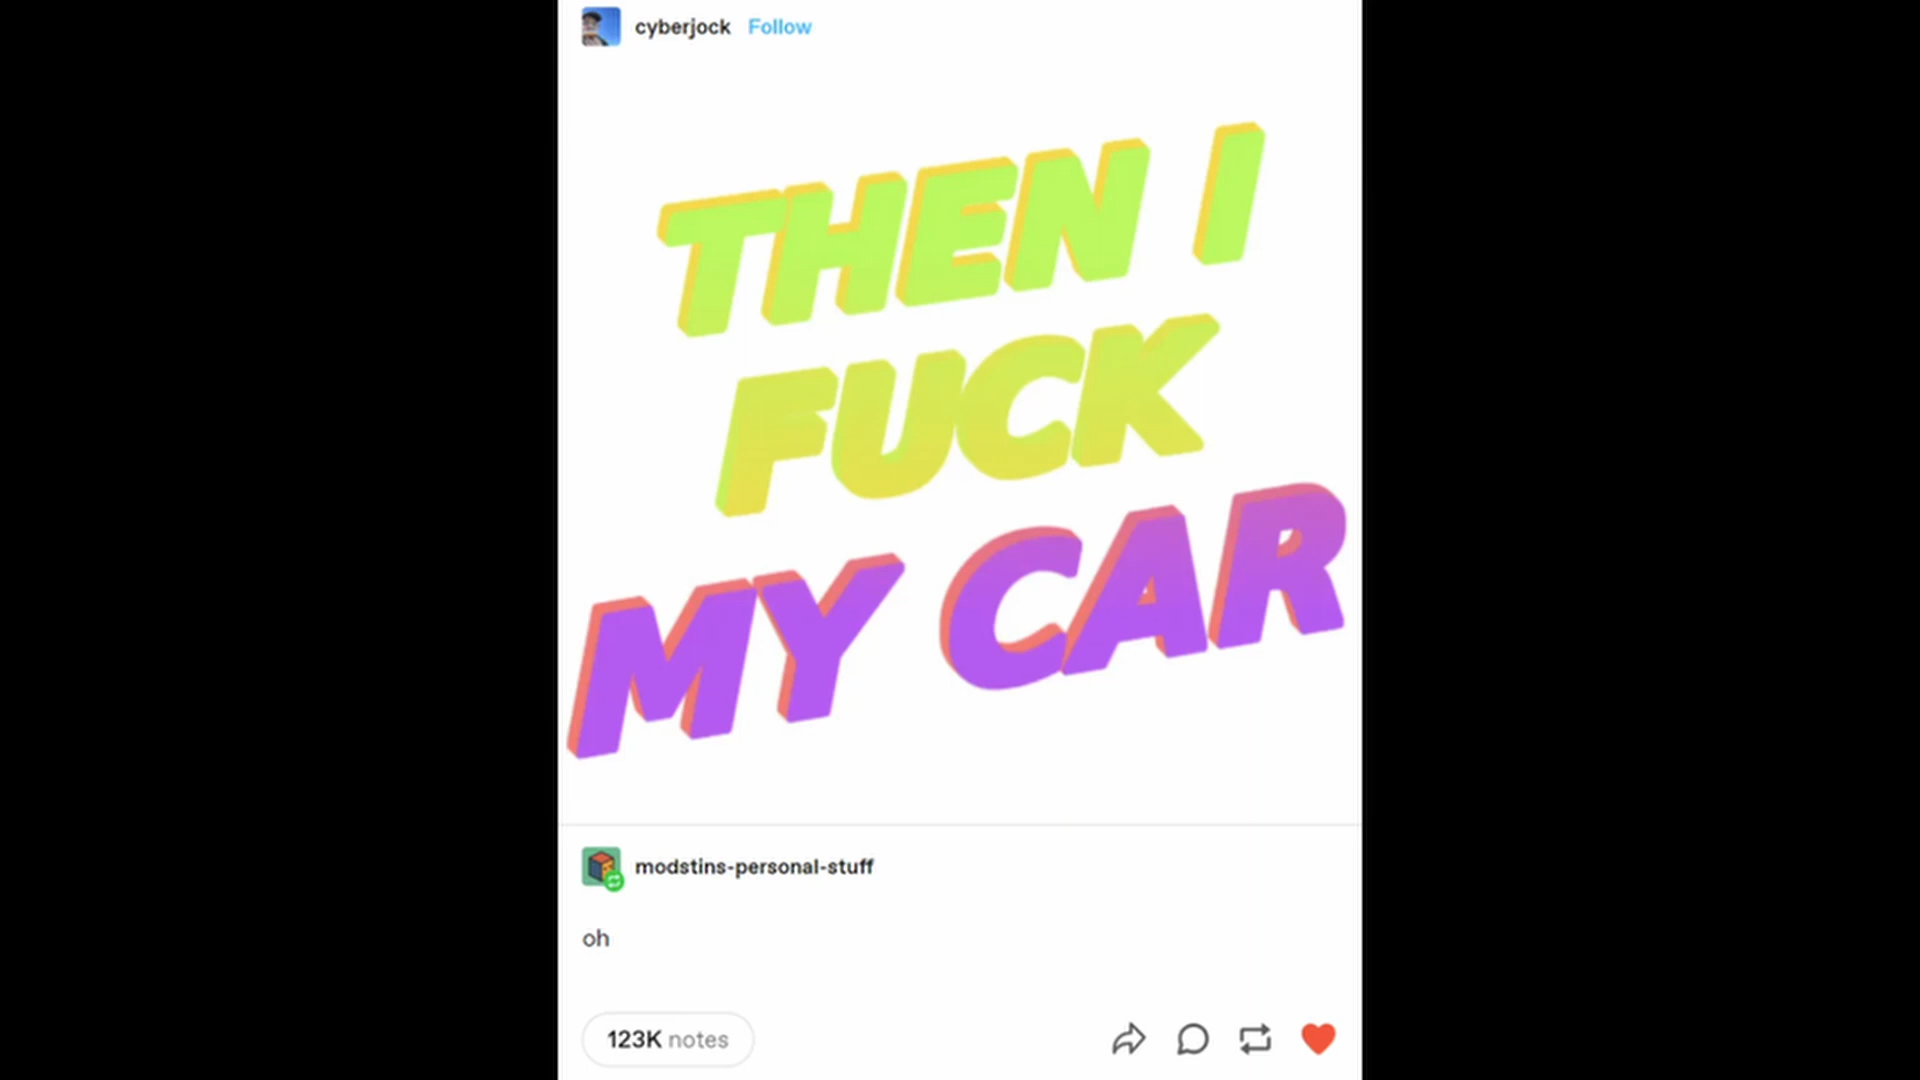 cyberjock Follow
THEN I
FUCK
MY CAR
modstins-personal-stuff
oh
123K notes